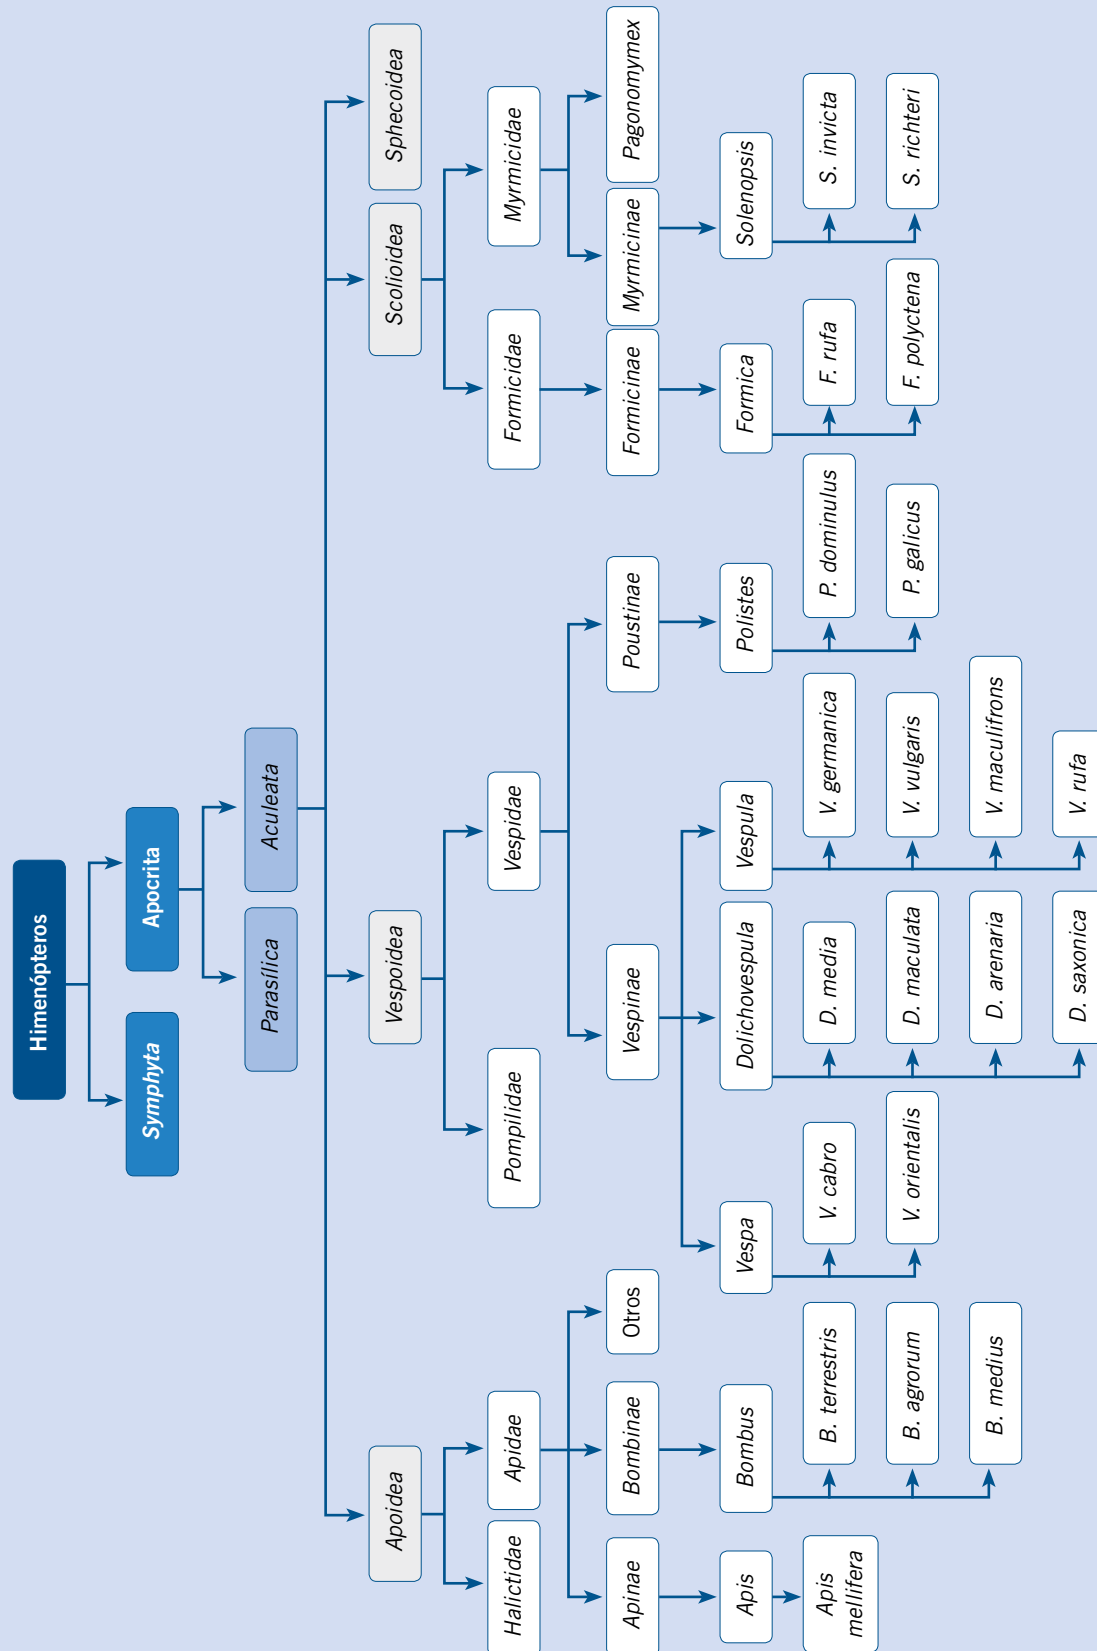 Himenópteros
Symphyta
Apocrita
Parasílica
Aculeata
Apoidea
Vespoidea
Scolioidea
Sphecoidea
Halictidae
Apidae
Pompilidae
Vespidae
Formicidae
Myrmicidae
Apinae
Bombinae
Otros
Vespinae
Poustinae
Formicinae
Myrmicinae
Pagonomymex
Apis
Bombus
Vespa
Dolichovespula
Vespula
Polistes
Formica
Solenopsis
Apis
mellifera
B. terrestris
B. agrorum
B. medius
V. cabro
V. orientalis
D. media
D. maculata
D. arenaria
D. saxonica
V. germanica
V. vulgaris
V. maculifrons
V. rufa
P. dominulus
P. galicus
F. rufa
F. polyctena
S. invicta
S. richteri